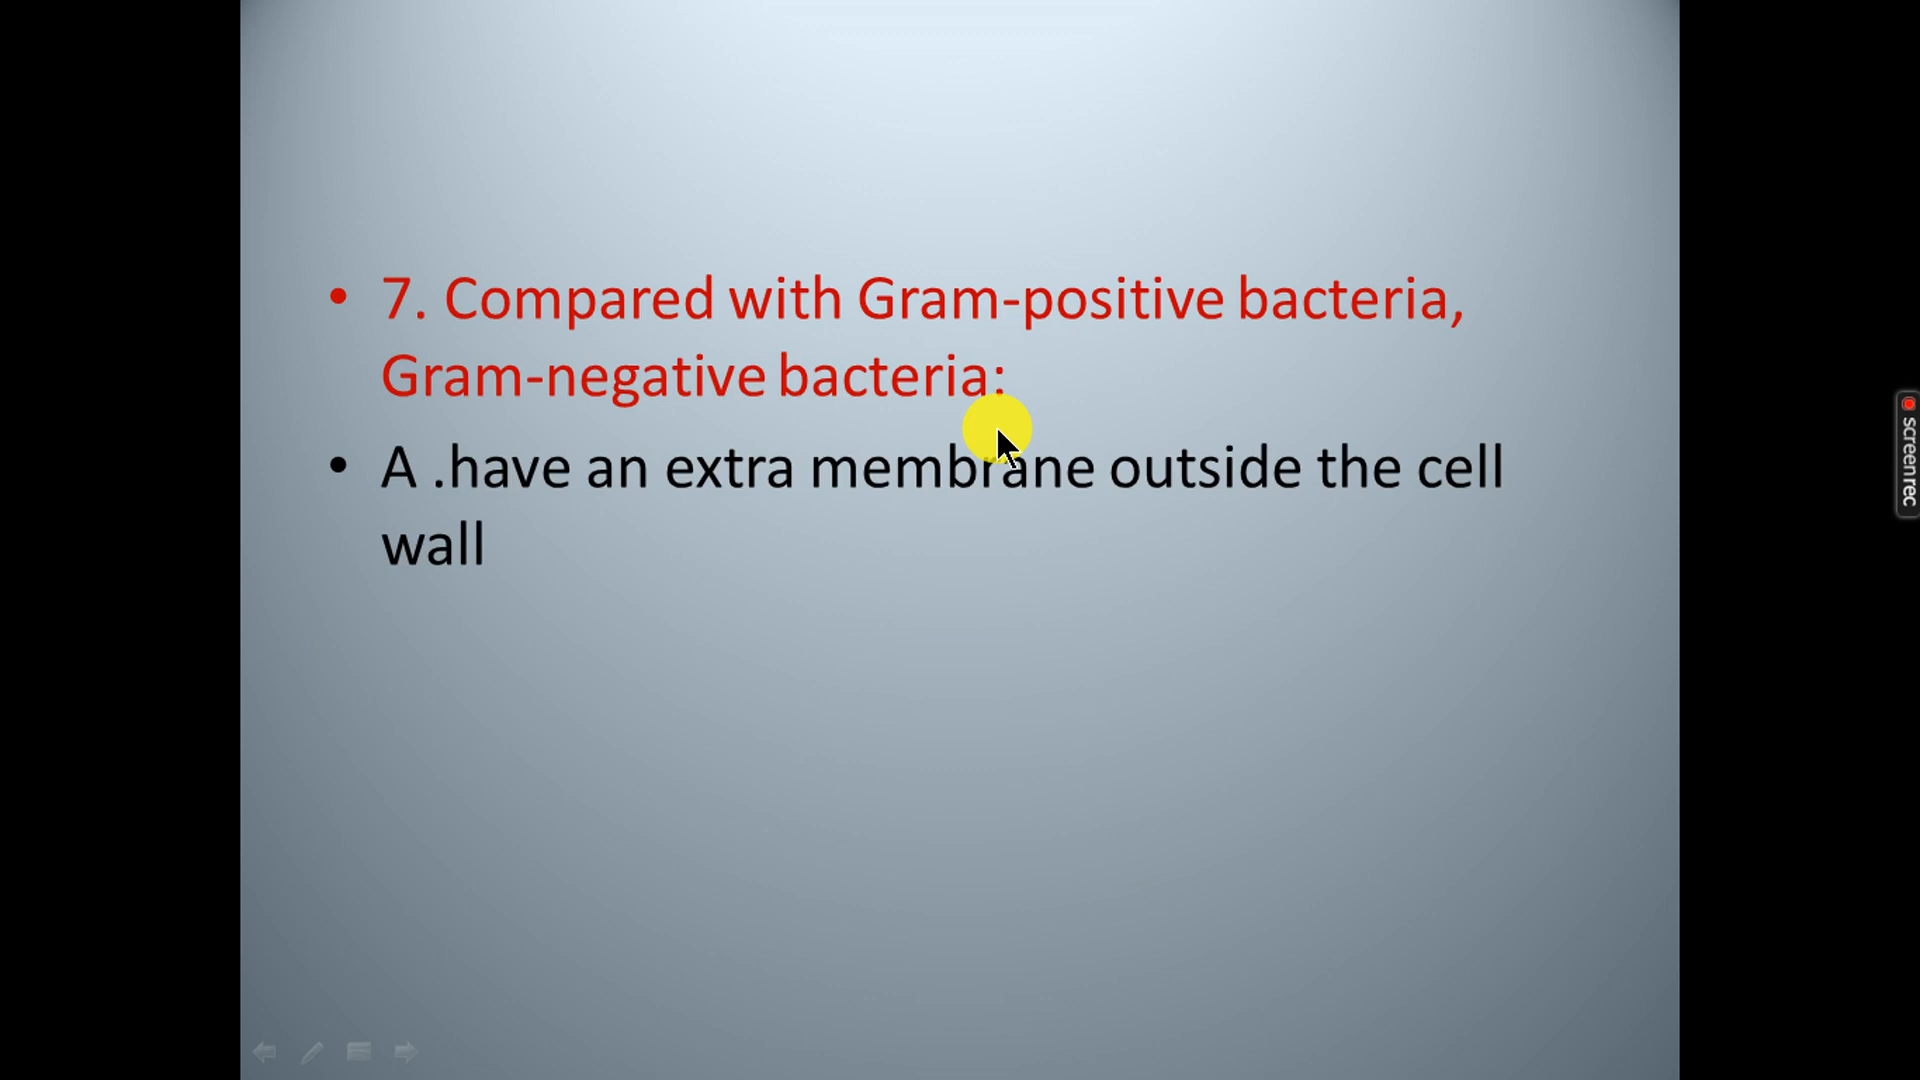 • 7. Compared with Gram-positive bacteria,
Gram-negative bacteria:
• A .have an extra membrane outside the cell
wall
screenrec